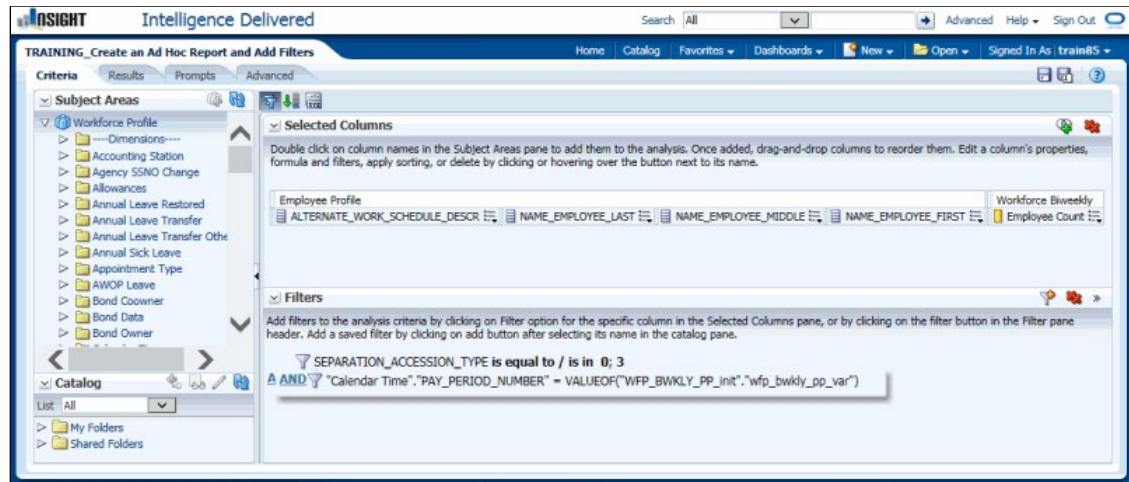 INSIGHT Intelligence Delivered Search All Advanced Help Sign Out
TRAINING_Create an Ad Hoc Report and Add Filters Home Catalog Favorites Dashboards New Open Signed In As train85
Criteria Results Prompts Advanced
Subject Areas
Workforce Profile
----Dimensions----
Accounting Station
Agency SSNO Change
Allowances
Annual Leave Restored
Annual Leave Transfer
Annual Leave Transfer Othe
Annual Sick Leave
Appointment Type
AWOP Leave
Bond Coowner
Bond Data
Bond Owner
Catalog
List All
My Folders
Shared Folders
Selected Columns
Double click on column names in the Subject Areas pane to add them to the analysis. Once added, drag-and-drop columns to reorder them. Edit a column's properties,
formula and filters, apply sorting, or delete by clicking or hovering over the button next to its name.
Employee Profile Workforce Biweekly
ALTERNATE_WORK_SCHEDULE_DESCR NAME_EMPLOYEE_LAST NAME_EMPLOYEE_MIDDLE NAME_EMPLOYEE_FIRST Employee Count
Filters
Add filters to the analysis criteria by clicking on Filter option for the specific column in the Selected Columns pane, or by clicking on the filter button in the Filter pane
header. Add a saved filter by clicking on add button after selecting its name in the catalog pane.
SEPARATION_ACCESSION_TYPE is equal to / is in 0; 3
AND "Calendar Time"."PAY_PERIOD_NUMBER" = VALUEOF("WFP_BWKLY_PP_init"."wfp_bwkly_pp_var")